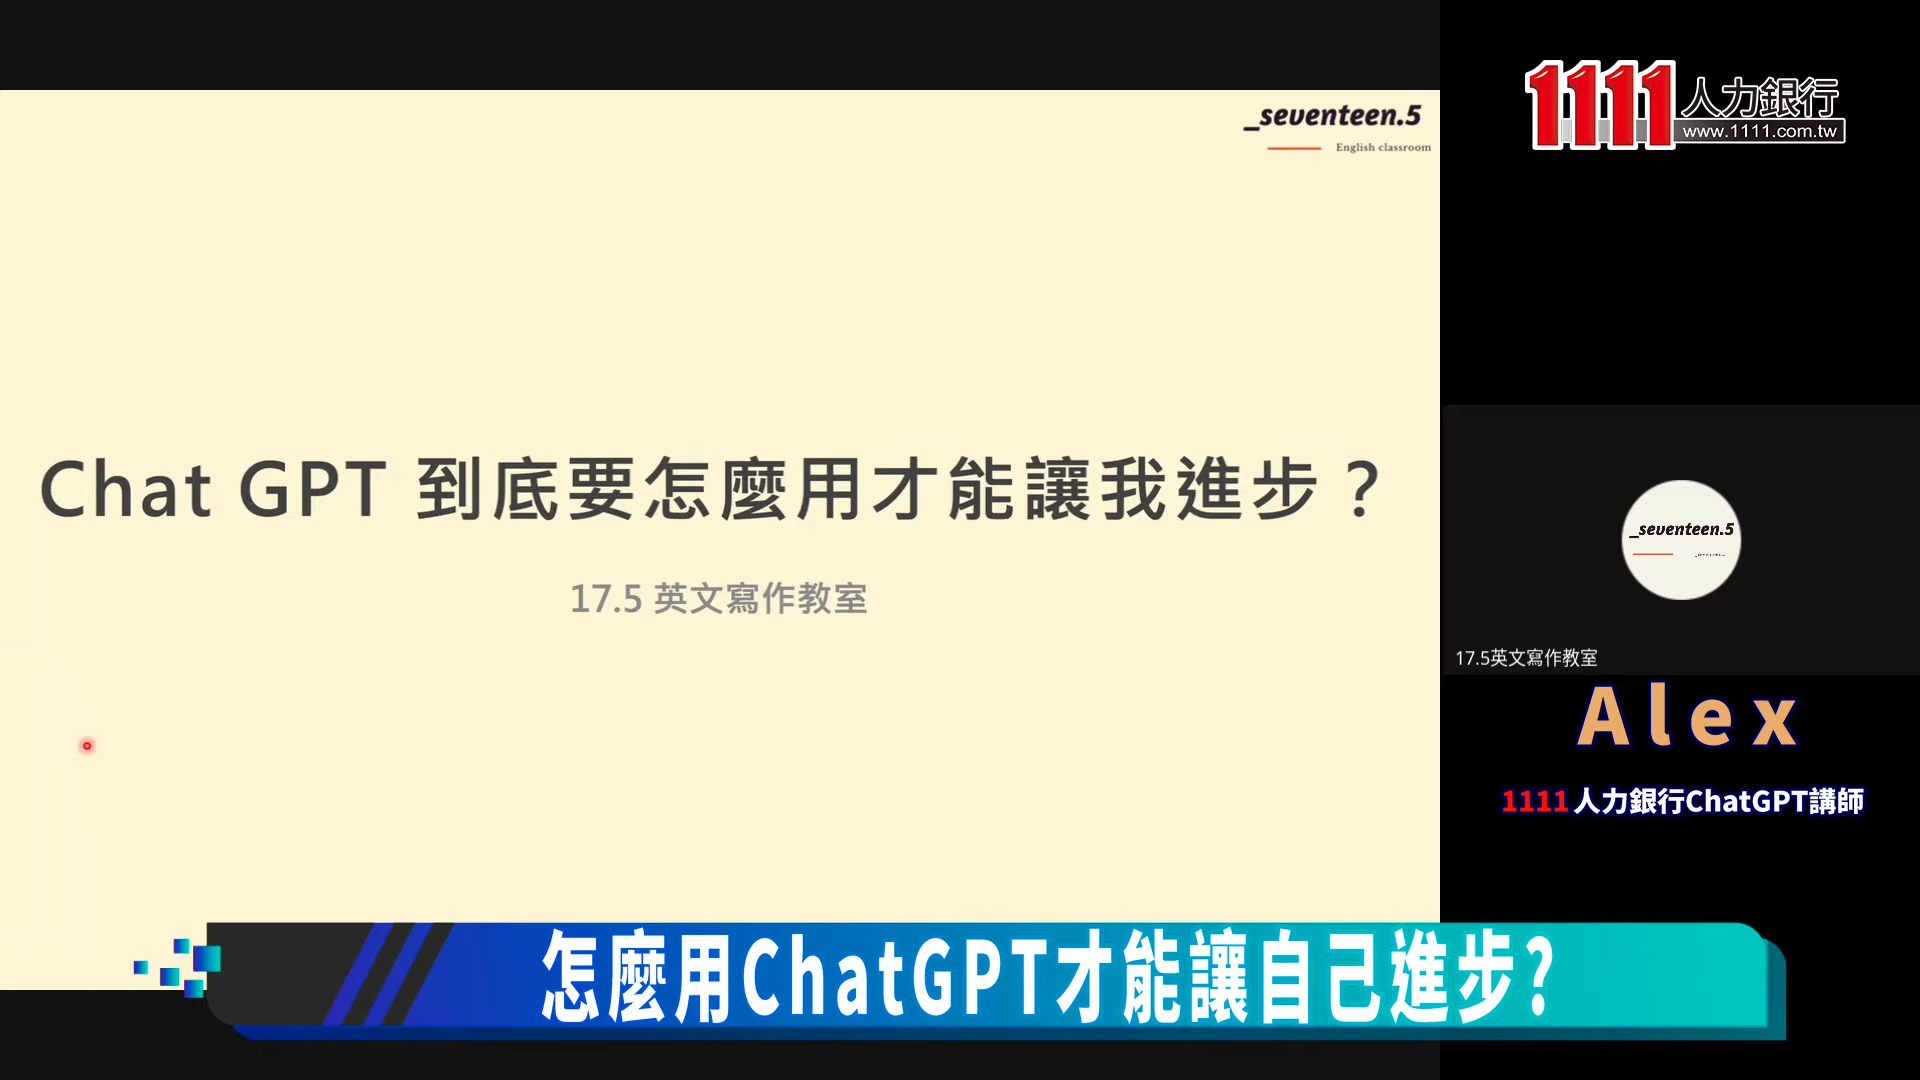 _seventeen.5
English classroom
Chat GPT 到底要怎麼用才能讓我進步？
17.5 英文寫作教室
1111人力銀行
www.1111.com.tw
_seventeen.5
17.5英文寫作教室
Alex
1111人力銀行ChatGPT講師
怎麼用ChatGPT才能讓自己進步?